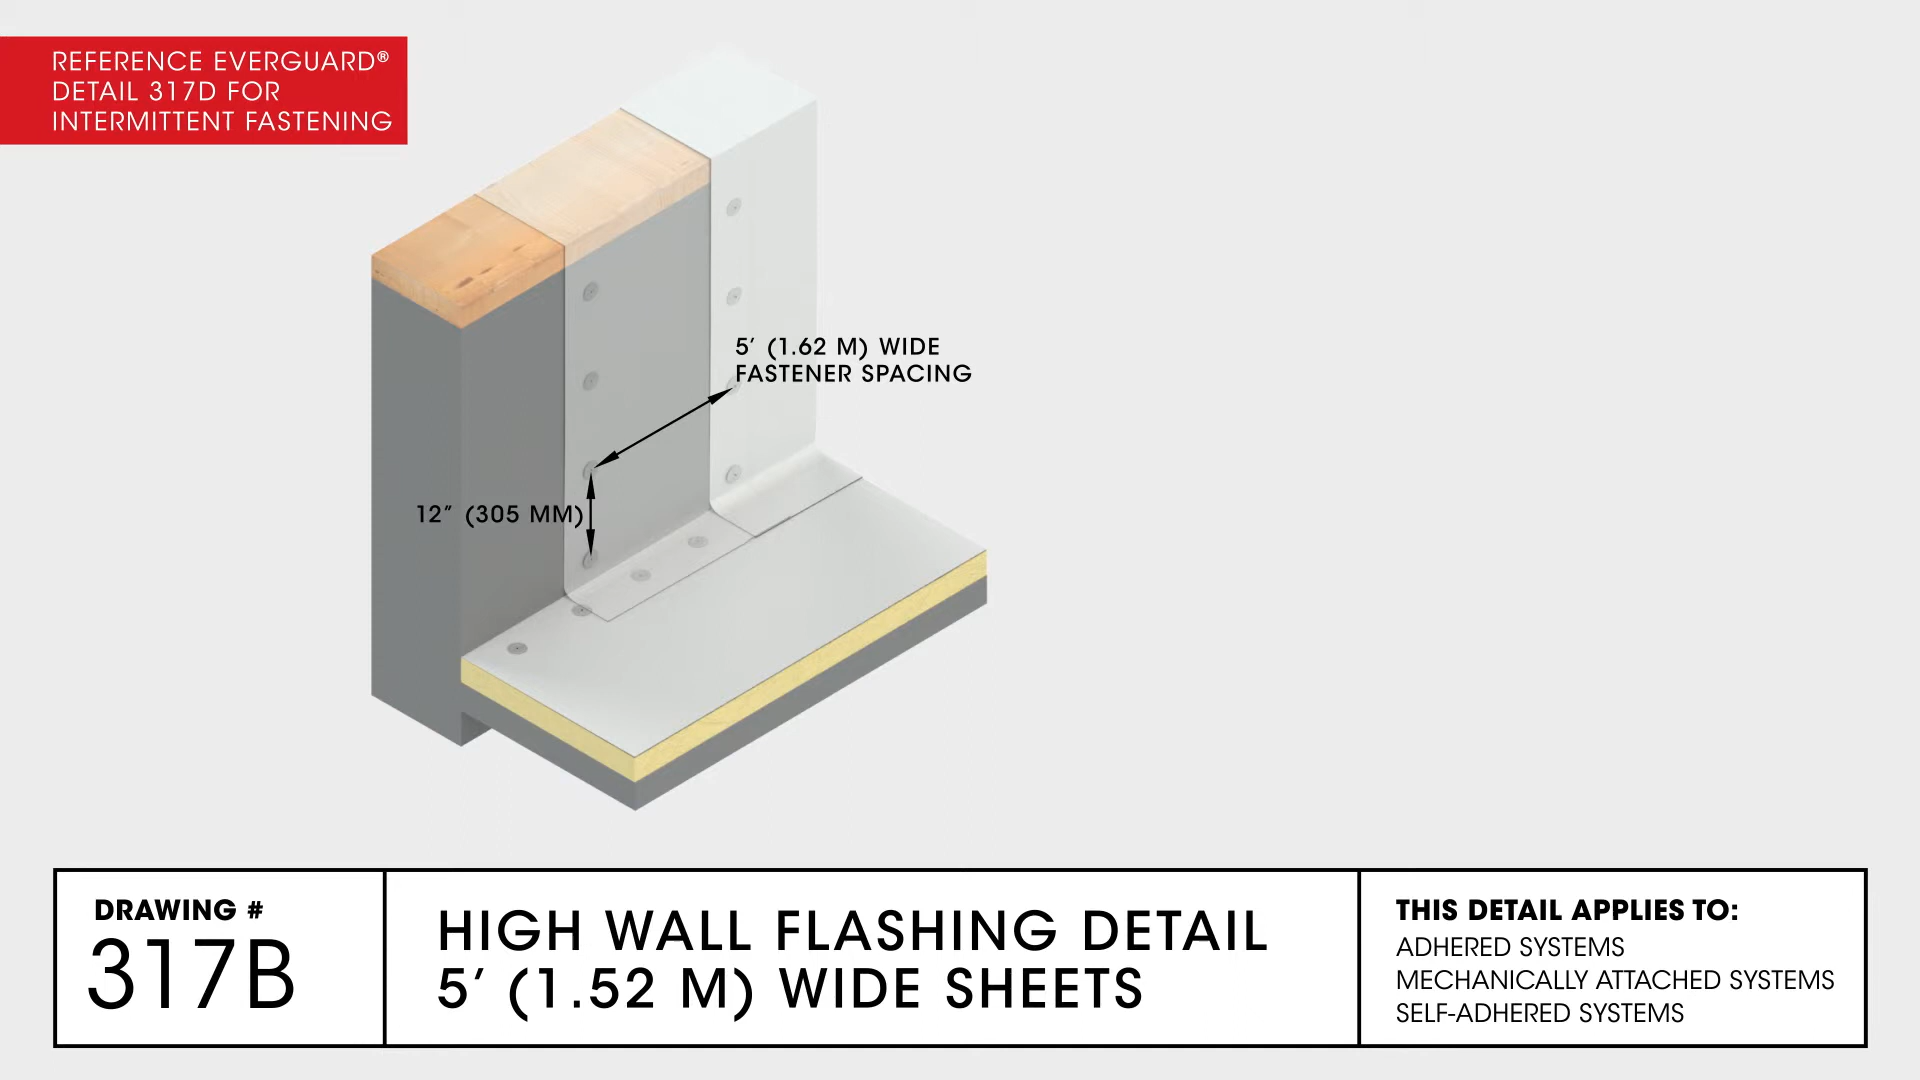 REFERENCE EVERGUARD®
DETAIL 317D FOR
INTERMITTENT FASTENING
5’ (1.62 M) WIDE
FASTENER SPACING
12” (305 MM)
DRAWING #
317B
HIGH WALL FLASHING DETAIL
5’ (1.52 M) WIDE SHEETS
THIS DETAIL APPLIES TO:
ADHERED SYSTEMS
MECHANICALLY ATTACHED SYSTEMS
SELF-ADHERED SYSTEMS